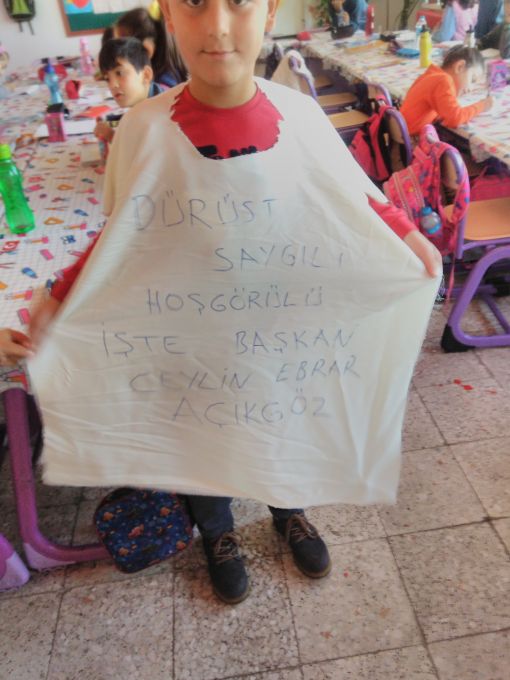 DÜRÜST
SAYGILI
HOŞGÖRÜLÜ
İŞTE BAŞKAN
CEYLİN EBRAR
AÇIKGÖZ